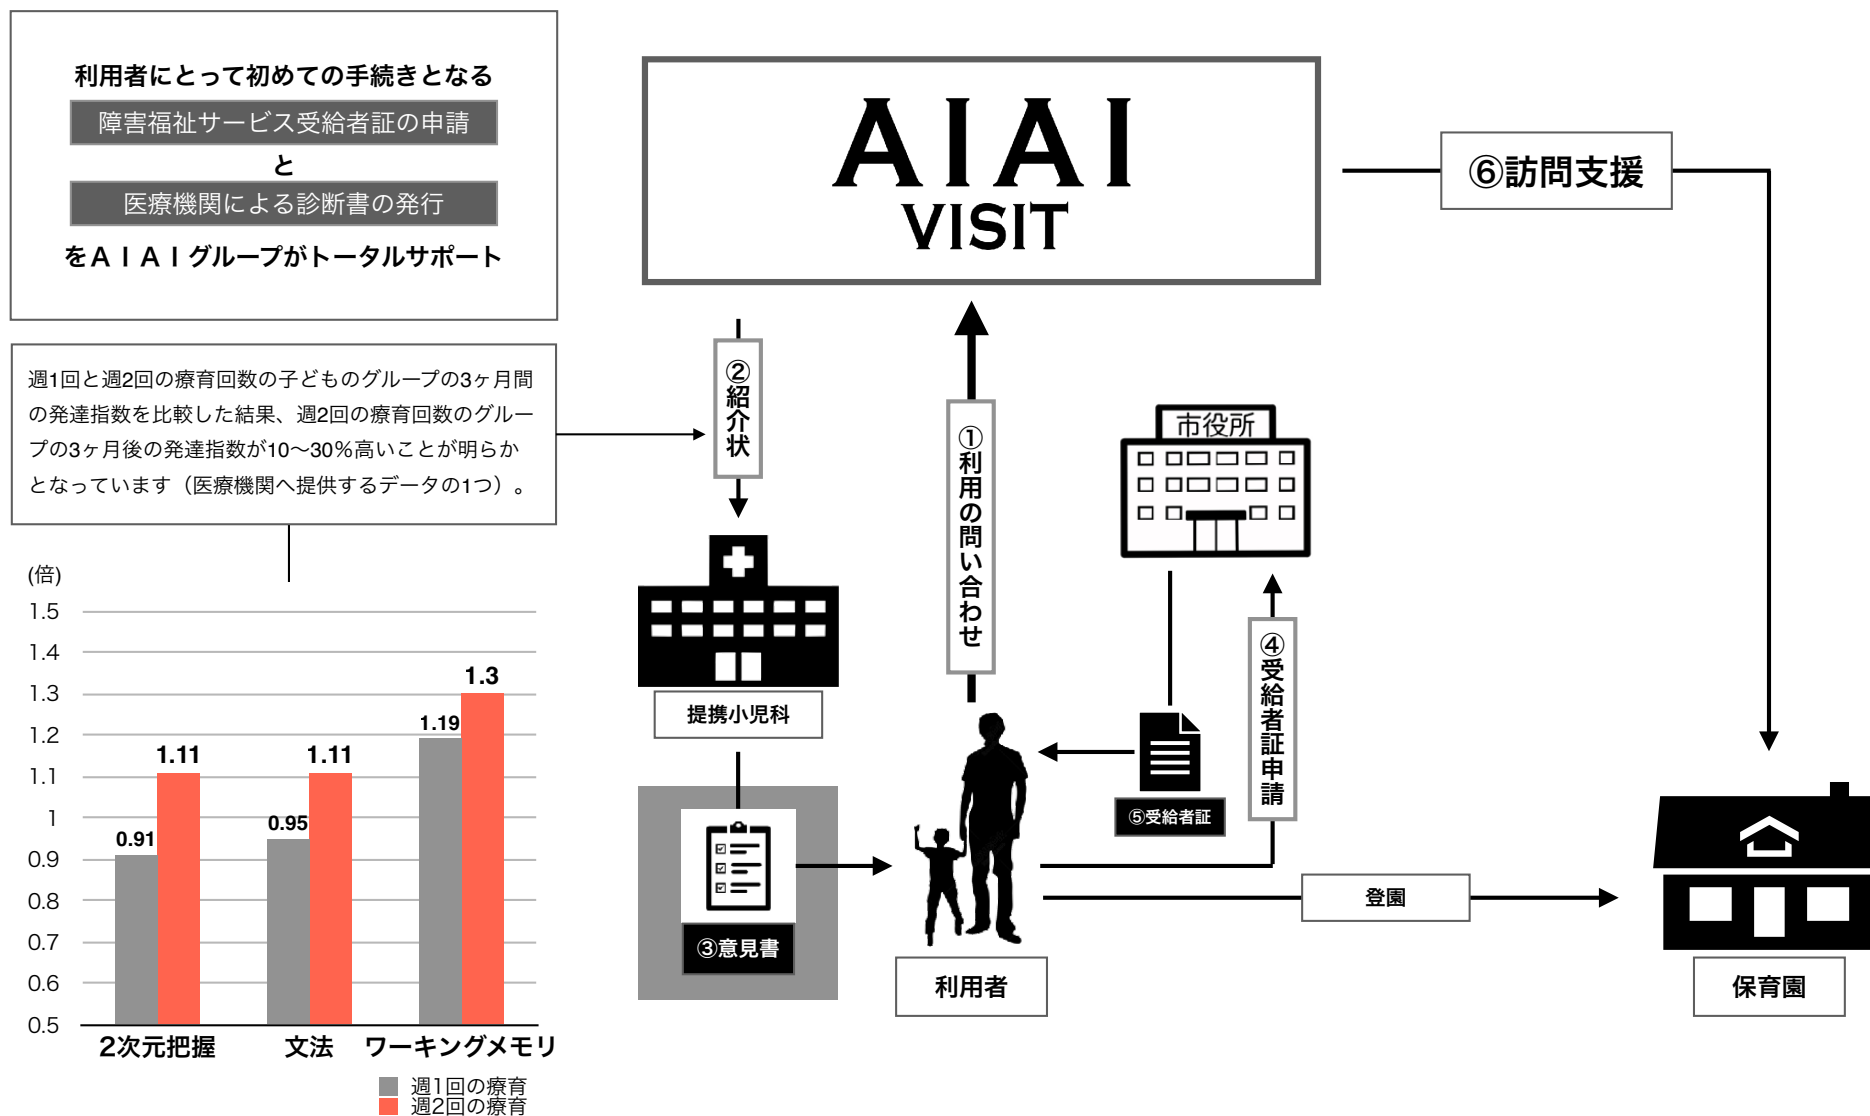 利用者にとって初めての手続きとなる
障害福祉サービス受給者証の申請
と
医療機関による診断書の発行
をAIAIグループがトータルサポート
週1回と週2回の療育回数の子どものグループの3ヶ月間
の発達指数を比較した結果、週2回の療育回数のグルー
プの3ヶ月後の発達指数が10〜30%高いことが明らか
となっています（医療機関へ提供するデータの1つ）。
(倍)
1.5
1.4
1.3
1.2
1.1
1
0.9
0.8
0.7
0.6
0.5
0.91
1.11
0.95
1.11
1.19
1.3
2次元把握
文法
ワーキングメモリ
週1回の療育
週2回の療育
AIAI
VISIT
②紹介状
提携小児科
③意見書
①利用の問い合わせ
利用者
市役所
④受給者証申請
⑤受給者証
登園
⑥訪問支援
保育園